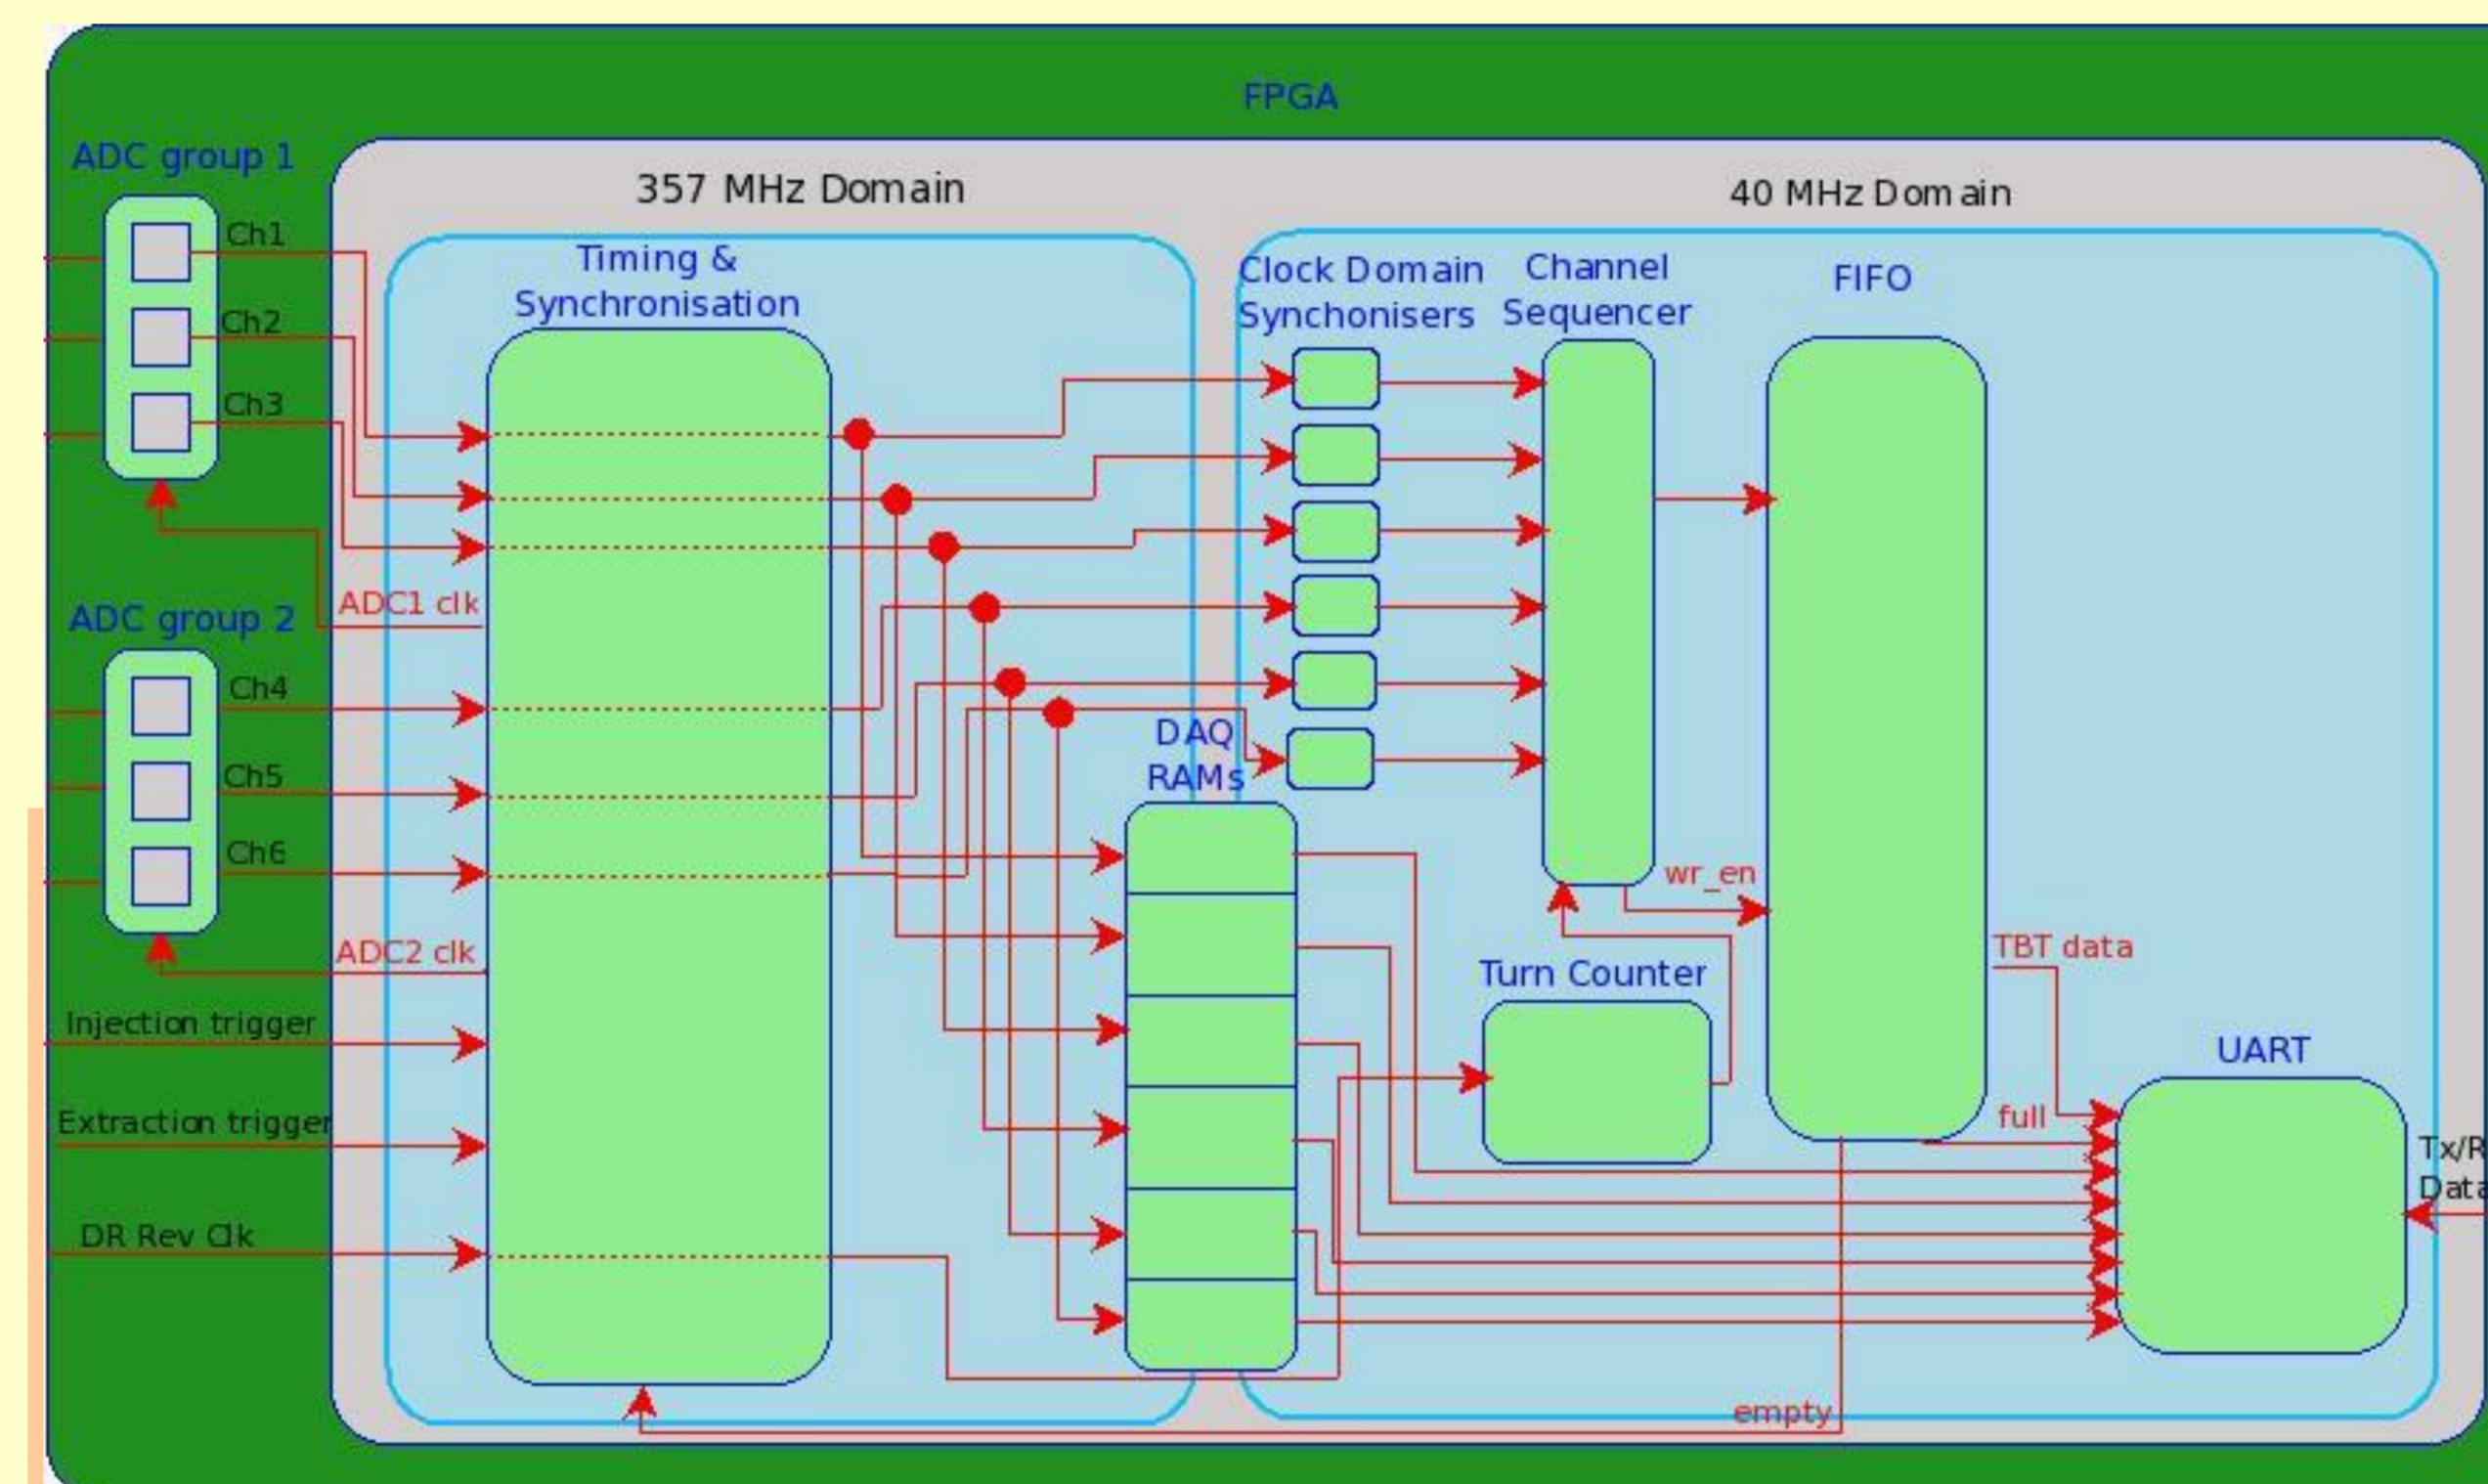 FPGA
ADC group 1
357 MHz Domain
40 MHz Domain
Ch1
Ch2
Ch3
Timing &
Synchronisation
Clock Domain
Synchonisers
Channel
Sequencer
FIFO
ADC1 clk
ADC group 2
Ch4
Ch5
Ch6
DAQ
RAMs
wr_en
ADC2 clk
Turn Counter
TBT data
Injection trigger
UART
Extraction trigger
full
Tx/R
Data
DR Rev Clk
empty